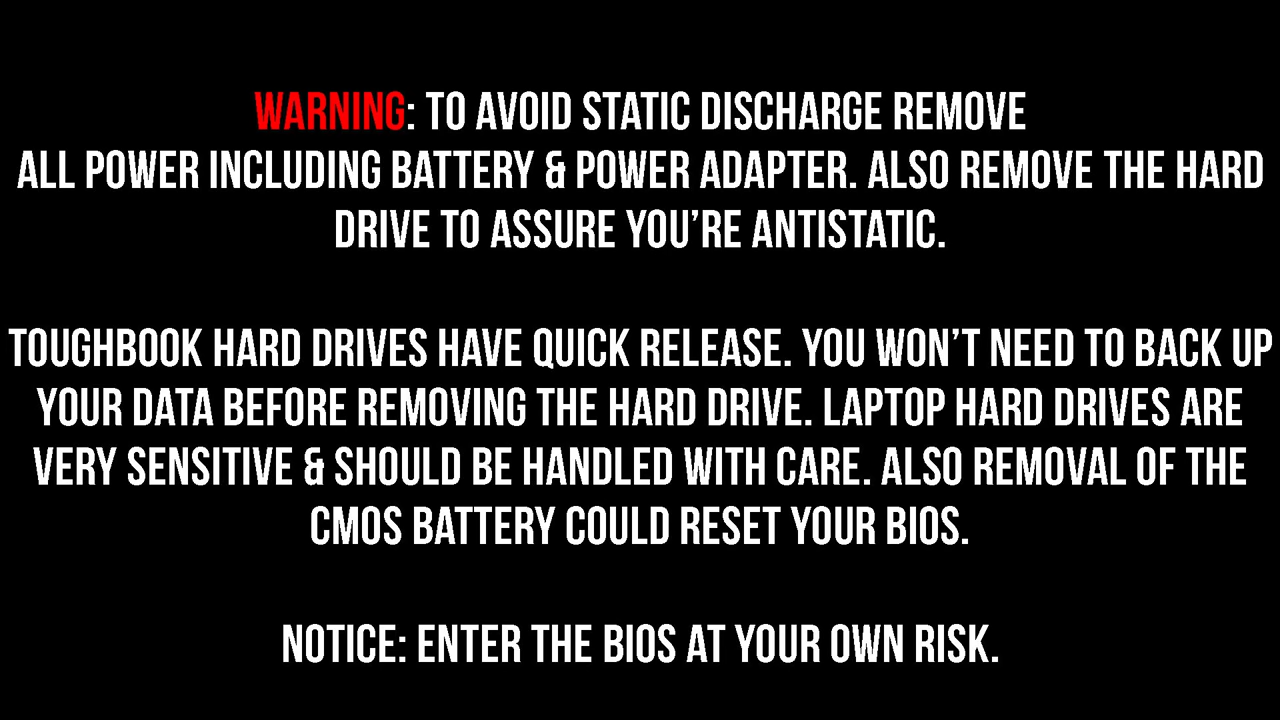 WARNING: TO AVOID STATIC DISCHARGE REMOVE
ALL POWER INCLUDING BATTERY & POWER ADAPTER. ALSO REMOVE THE HARD
DRIVE TO ASSURE YOU’RE ANTISTATIC.
TOUGHBOOK HARD DRIVES HAVE QUICK RELEASE. YOU WON’T NEED TO BACK UP
YOUR DATA BEFORE REMOVING THE HARD DRIVE. LAPTOP HARD DRIVES ARE
VERY SENSITIVE & SHOULD BE HANDLED WITH CARE. ALSO REMOVAL OF THE
CMOS BATTERY COULD RESET YOUR BIOS.
NOTICE: ENTER THE BIOS AT YOUR OWN RISK.